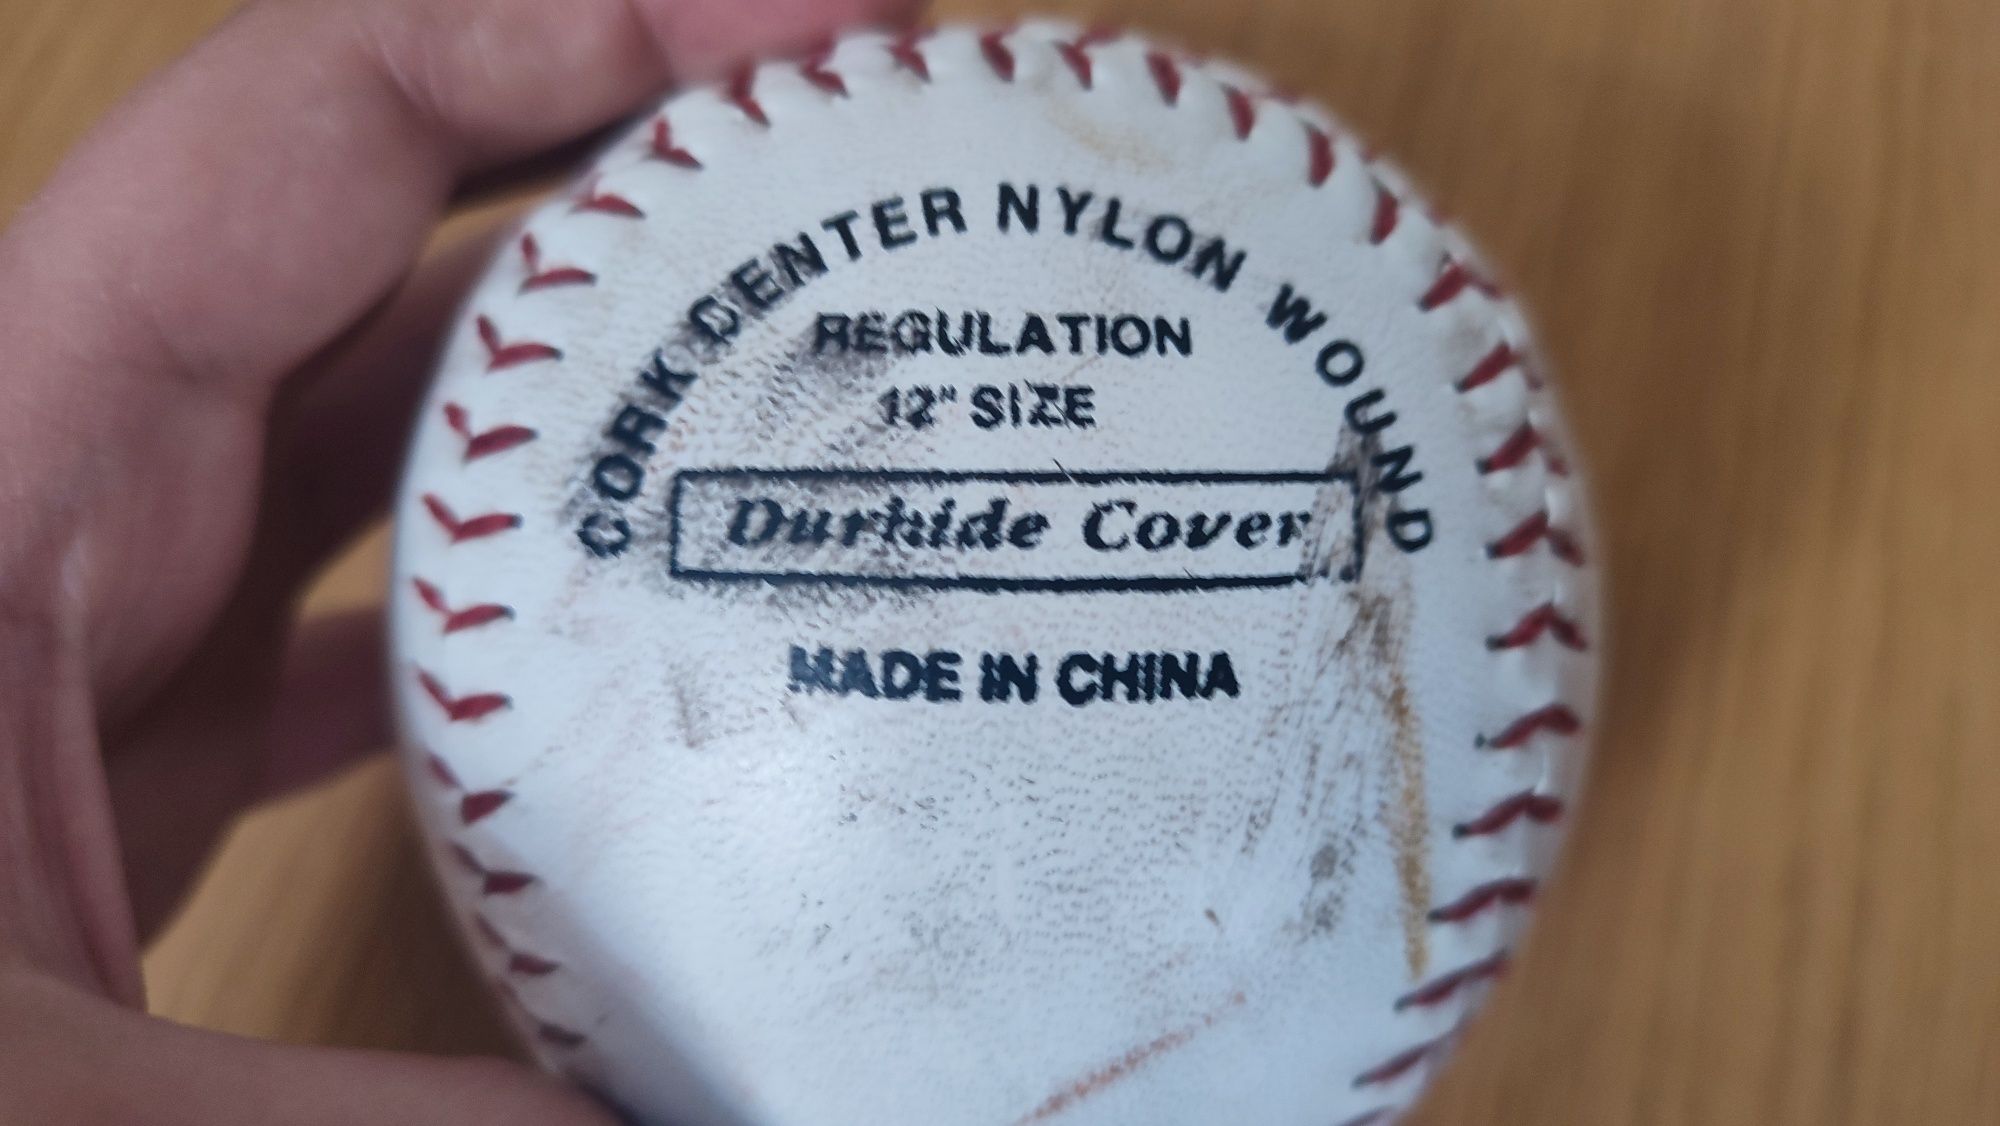 CORK CENTER NYLON WOUND
REGULATION
12" SIZE
Durhide Cover
MADE IN CHINA